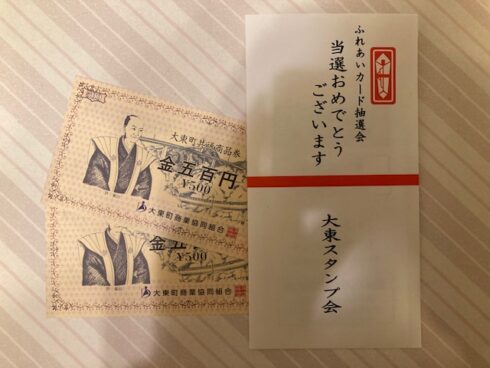 大東町共通商品券
金五百円
¥500
大東町商業協同組合
金五
¥500
大東町商業協同組合
ふれあいカード抽選会
当選おめでとう
ございます
大東スタンプ会